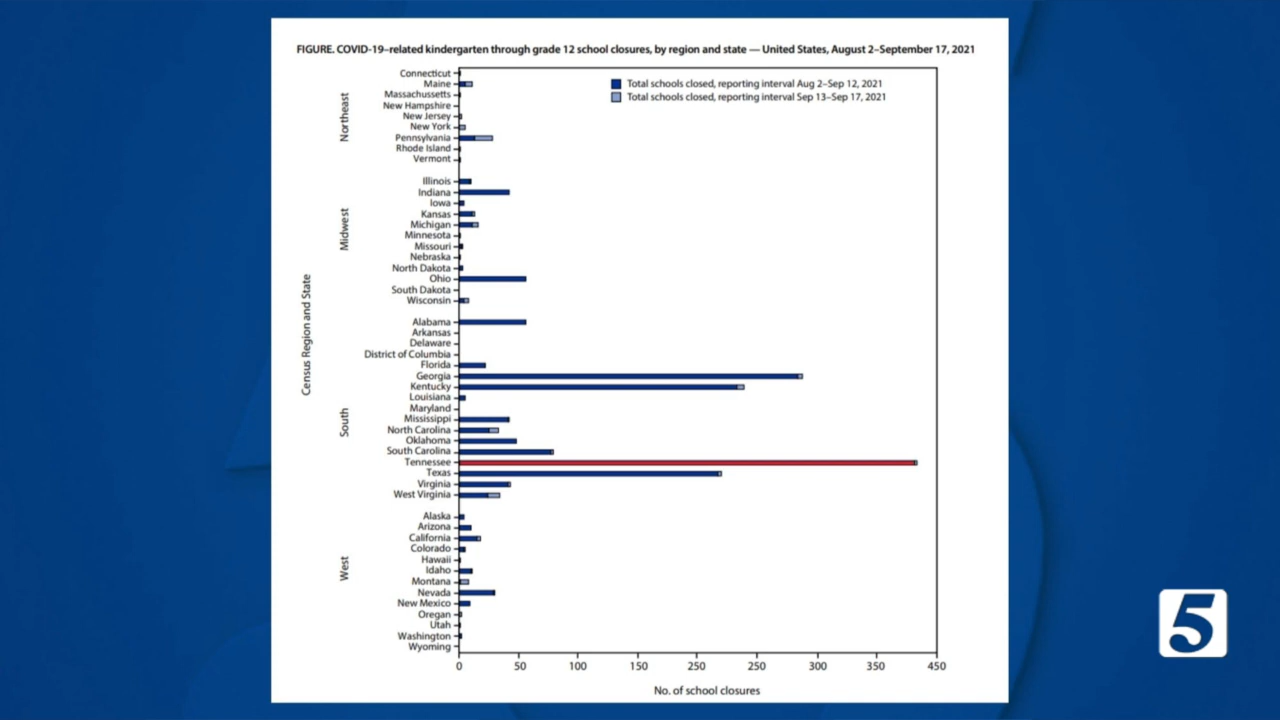 FIGURE. COVID-19–related kindergarten through grade 12 school closures, by region and state — United States, August 2–September 17, 2021
Total schools closed, reporting interval Aug 2–Sep 12, 2021
Total schools closed, reporting interval Sep 13–Sep 17, 2021
Census Region and State
Northeast
Connecticut
Maine
Massachusetts
New Hampshire
New Jersey
New York
Pennsylvania
Rhode Island
Vermont
Midwest
Illinois
Indiana
Iowa
Kansas
Michigan
Minnesota
Missouri
Nebraska
North Dakota
Ohio
South Dakota
Wisconsin
South
Alabama
Arkansas
Delaware
District of Columbia
Florida
Georgia
Kentucky
Louisiana
Maryland
Mississippi
North Carolina
Oklahoma
South Carolina
Tennessee
Texas
Virginia
West Virginia
West
Alaska
Arizona
California
Colorado
Hawaii
Idaho
Montana
Nevada
New Mexico
Oregan
Utah
Washington
Wyoming
0 50 100 150 250 250 300 350 450
No. of school closures
5